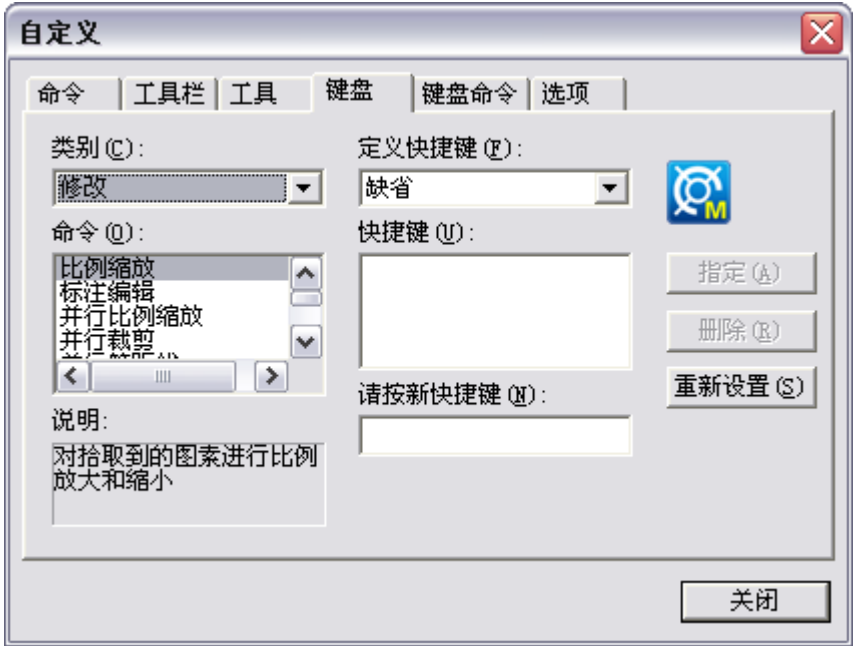 自定义
命令 工具栏 工具 键盘 键盘命令 选项
类别(C):
修改
命令(O):
比例缩放
标注编辑
并行比例缩放
并行裁剪
说明:
对拾取到的图素进行比例
放大和缩小
定义快捷键(F):
缺省
快捷键(U):
请按新快捷键(N):
M
指定(A)
删除(R)
重新设置(S)
关闭